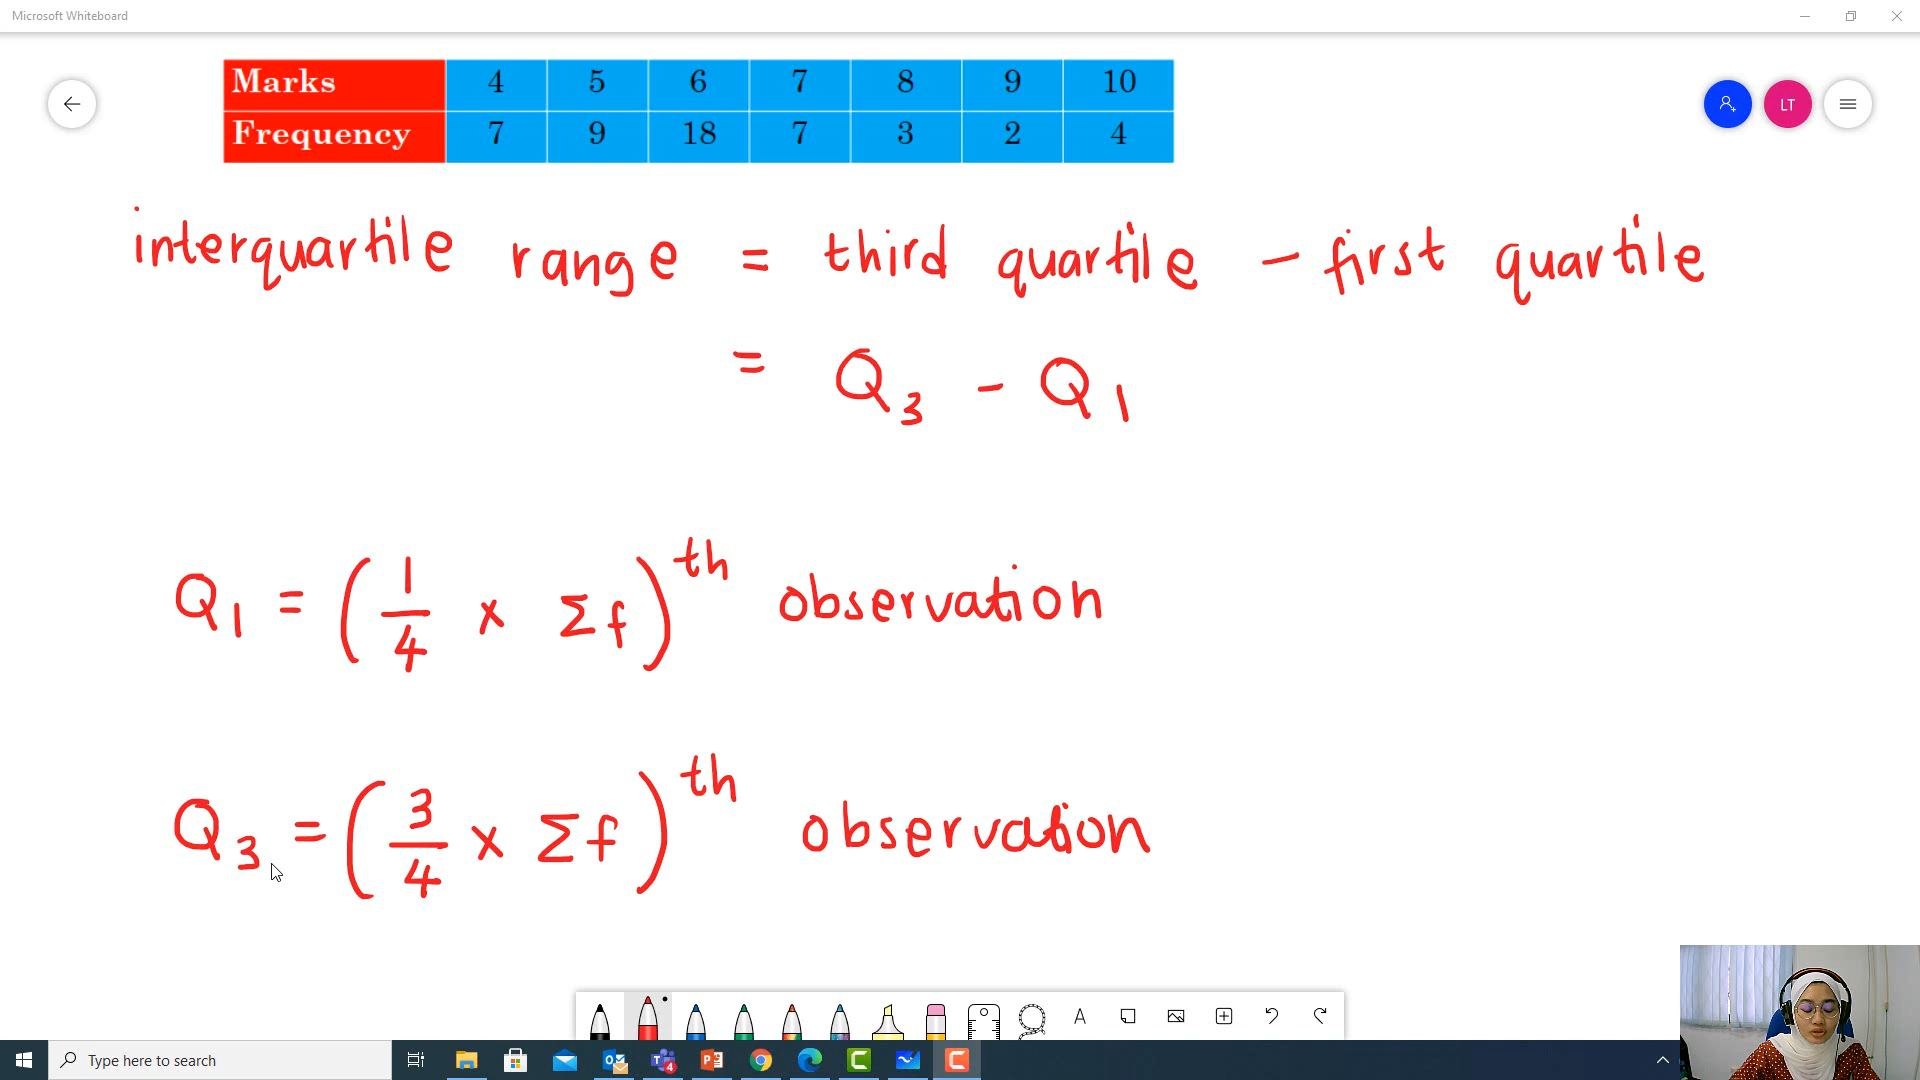 Microsoft Whiteboard
Marks 4 5 6 7 8 9 10
Frequency 7 9 18 7 3 2 4
LT
interquartile range = third quartile - first quartile
= Q₃ - Q₁
Q₁ = (1/4 × Σf)ᵗʰ observation
Q₃ = (3/4 × Σf)ᵗʰ observation
A
Type here to search
4